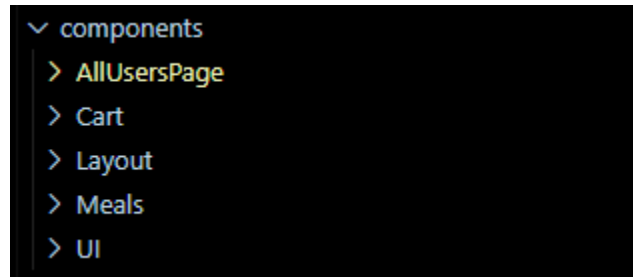 components
AllUsersPage
Cart
Layout
Meals
UI